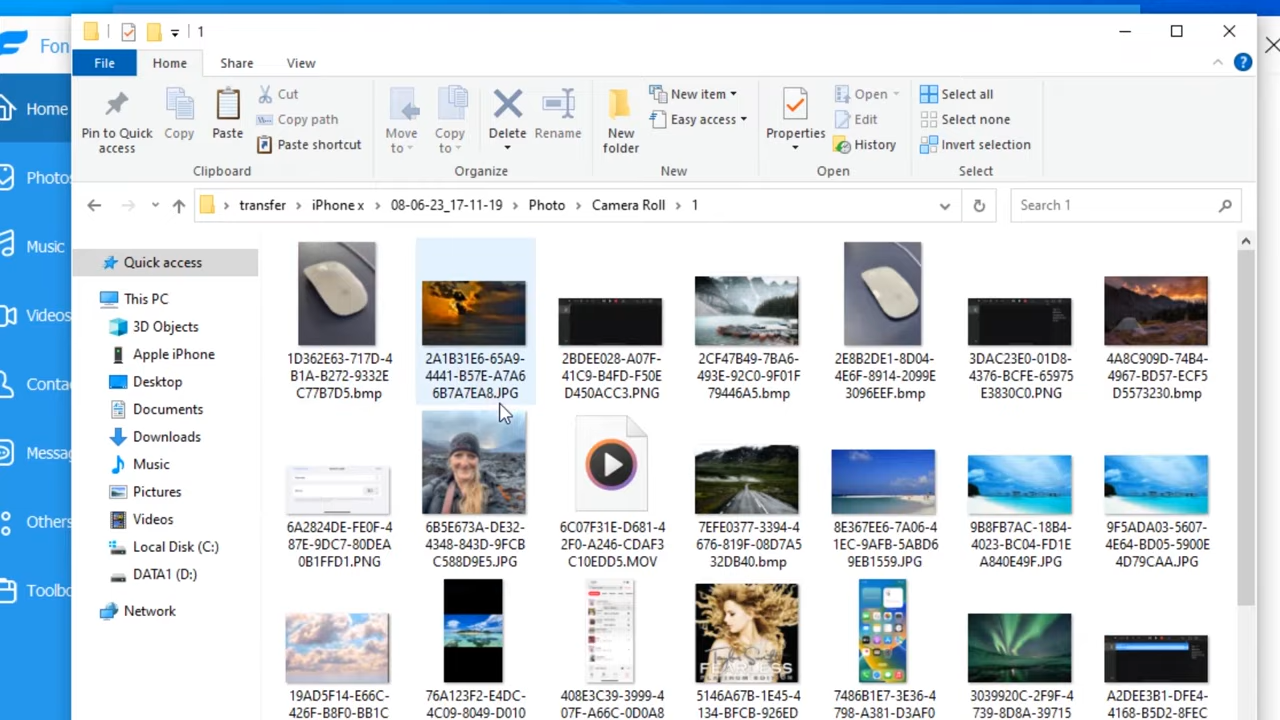 1
Fon
File
Home
Share
View
Home
Photos
Music
Videos
Conta
Messa
Others
Toolbo
Pin to Quick
access
Copy
Paste
Cut
Copy path
Paste shortcut
Clipboard
Move
to
Copy
to
Delete
Rename
Organize
New
folder
New item
Easy access
New
Properties
Open
Edit
History
Open
Select all
Select none
Invert selection
Select
transfer > iPhone x > 08-06-23_17-11-19 > Photo > Camera Roll > 1
Search 1
Quick access
This PC
3D Objects
Apple iPhone
Desktop
Documents
Downloads
Music
Pictures
Videos
Local Disk (C:)
DATA1 (D:)
Network
1D362E63-717D-4
B1A-B272-9332E
C77B7D5.bmp
2A1B31E6-65A9-
4441-B57E-A7A6
6B7A7EA8.JPG
2BDEE028-A07F-
41C9-B4FD-F50E
D450ACC3.PNG
2CF47B49-7BA6-
493E-92C0-9F01F
79446A5.bmp
2E8B2DE1-8D04-
4E6F-8914-2099E
3096EEF.bmp
3DAC23E0-01D8-
4376-BCFE-65975
E3830C0.PNG
4A8C909D-74B4-
4967-BD57-ECF5
D5573230.bmp
6A2824DE-FE0F-4
87E-9DC7-80DEA
0B1FFD1.PNG
6B5E673A-DE32-
4348-843D-9FCB
C588D9E5.JPG
6C07F31E-D681-4
2F0-A246-CDAF3
C10EDD5.MOV
7EFE0377-3394-4
676-819F-08D7A5
32DB40.bmp
8E367EE6-7A06-4
1EC-9AFB-5ABD6
9EB1559.JPG
9B8FB7AC-18B4-
4023-BC04-FD1E
A840E49F.JPG
9F5ADA03-5607-
4E64-BD05-5900E
4D79CAA.JPG
FEARLESS
19AD5F14-E66C-
426F-B8F0-BB1C
76A123F2-E4DC-
4C09-8049-D010
408E3C39-3999-4
07F-A66C-0D0A8
5146A67B-1E45-4
134-BFCB-926ED
7486B1E7-3E36-4
798-A381-D3AF0
3039920C-2F9F-4
739-8D8A-39715
A2DEE3B1-DFE4-
4168-B5D2-8FEC